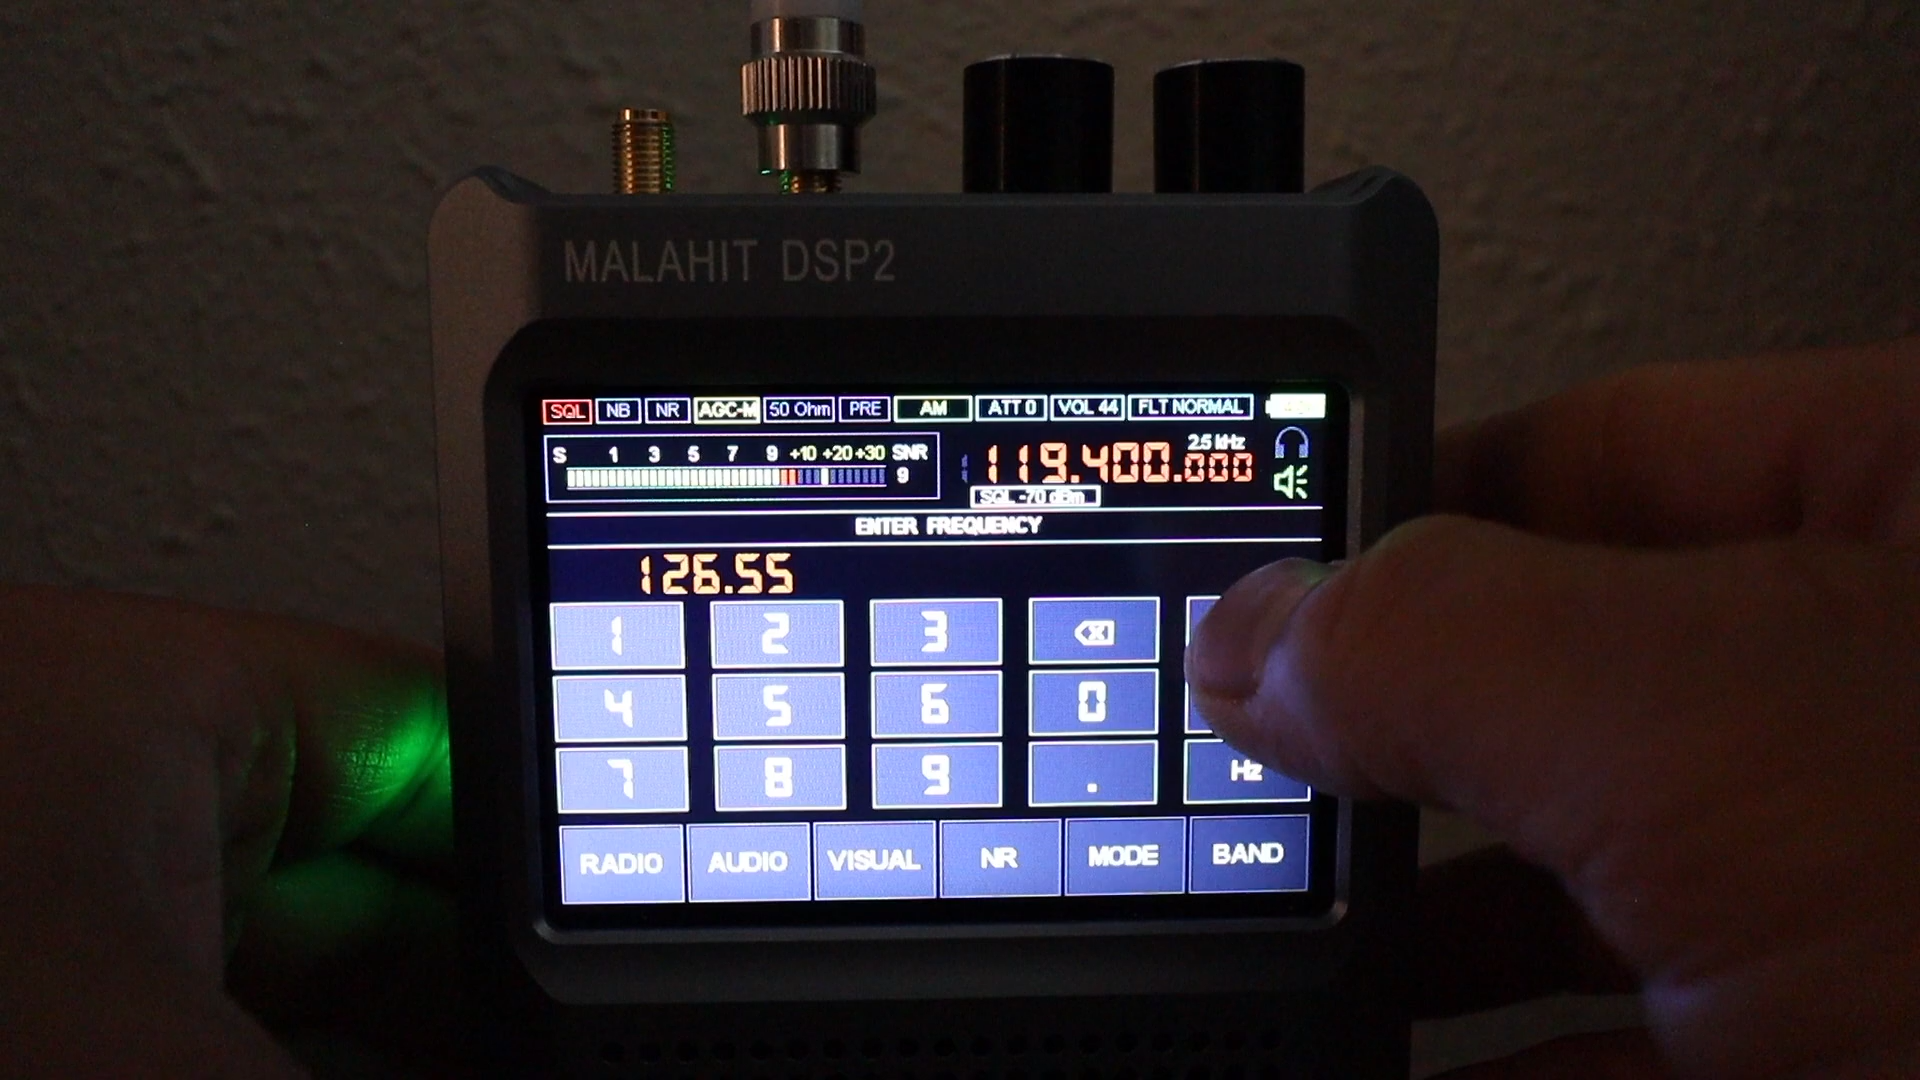 MALAHIT DSP2
SQL NB NR AGC-M 50 Ohm PRE AM ATT 0 VOL 44 FLT NORMAL
S 1 3 5 7 9 +10 +20 +30 SNR
9
2.5 kHz
119.400.000
SQL -70 dBm
ENTER FREQUENCY
126.55
1 2 3
4 5 6 0
7 8 9 . Hz
RADIO AUDIO VISUAL NR MODE BAND